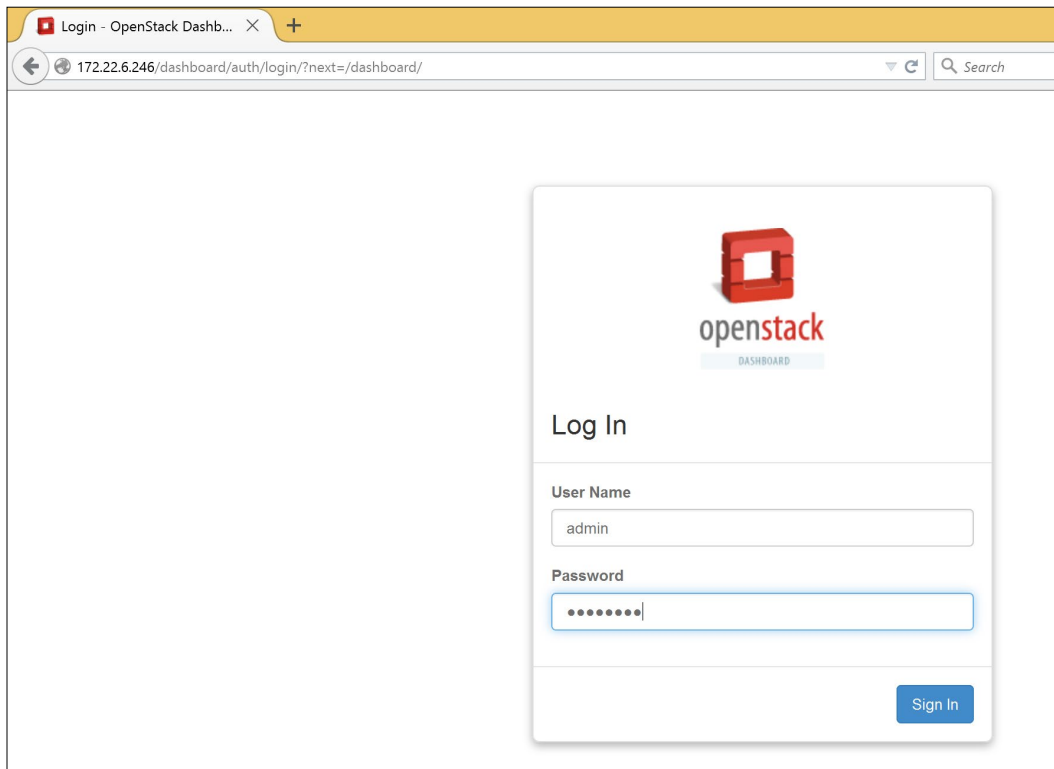 Login - OpenStack Dashb...
172.22.6.246/dashboard/auth/login/?next=/dashboard/
Search
openstack
DASHBOARD
Log In
User Name
admin
Password
Sign In